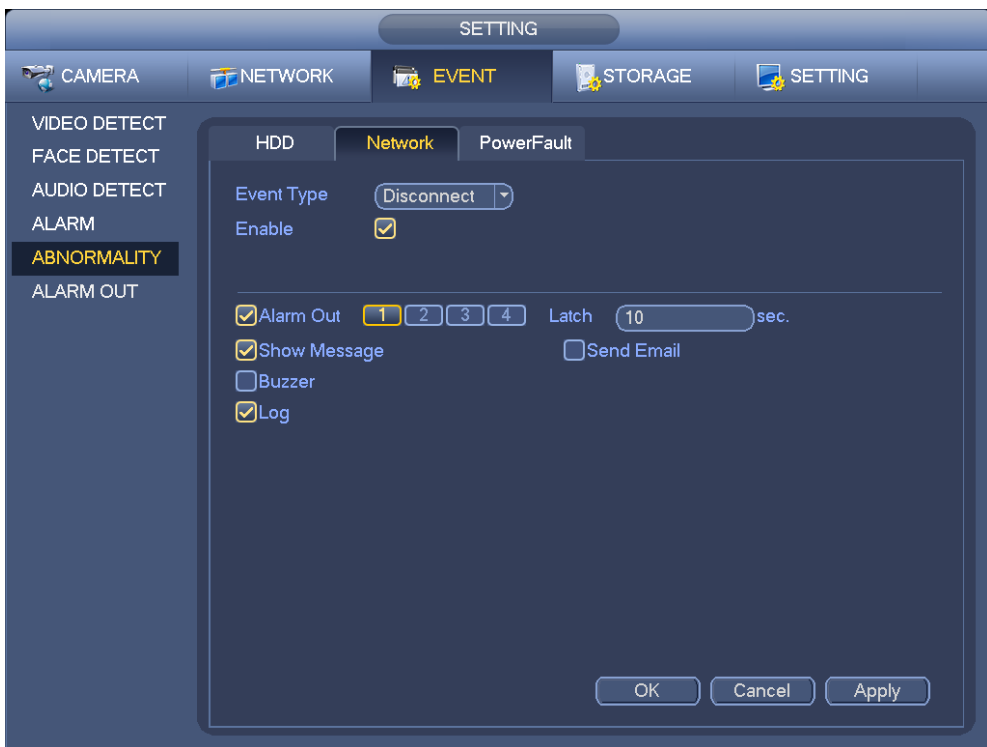 SETTING
CAMERA NETWORK EVENT STORAGE SETTING
VIDEO DETECT
FACE DETECT
AUDIO DETECT
ALARM
ABNORMALITY
ALARM OUT
HDD Network PowerFault
Event Type Disconnect
Enable
Alarm Out 1 2 3 4 Latch 10 sec.
Show Message Send Email
Buzzer
Log
OK Cancel Apply